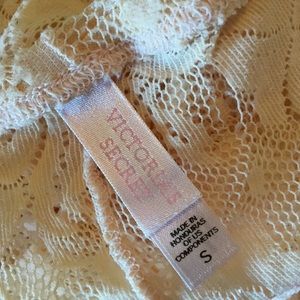 VICTORIA'S
SECRET
MADE IN
HONDURAS
OF US
COMPONENTS
S